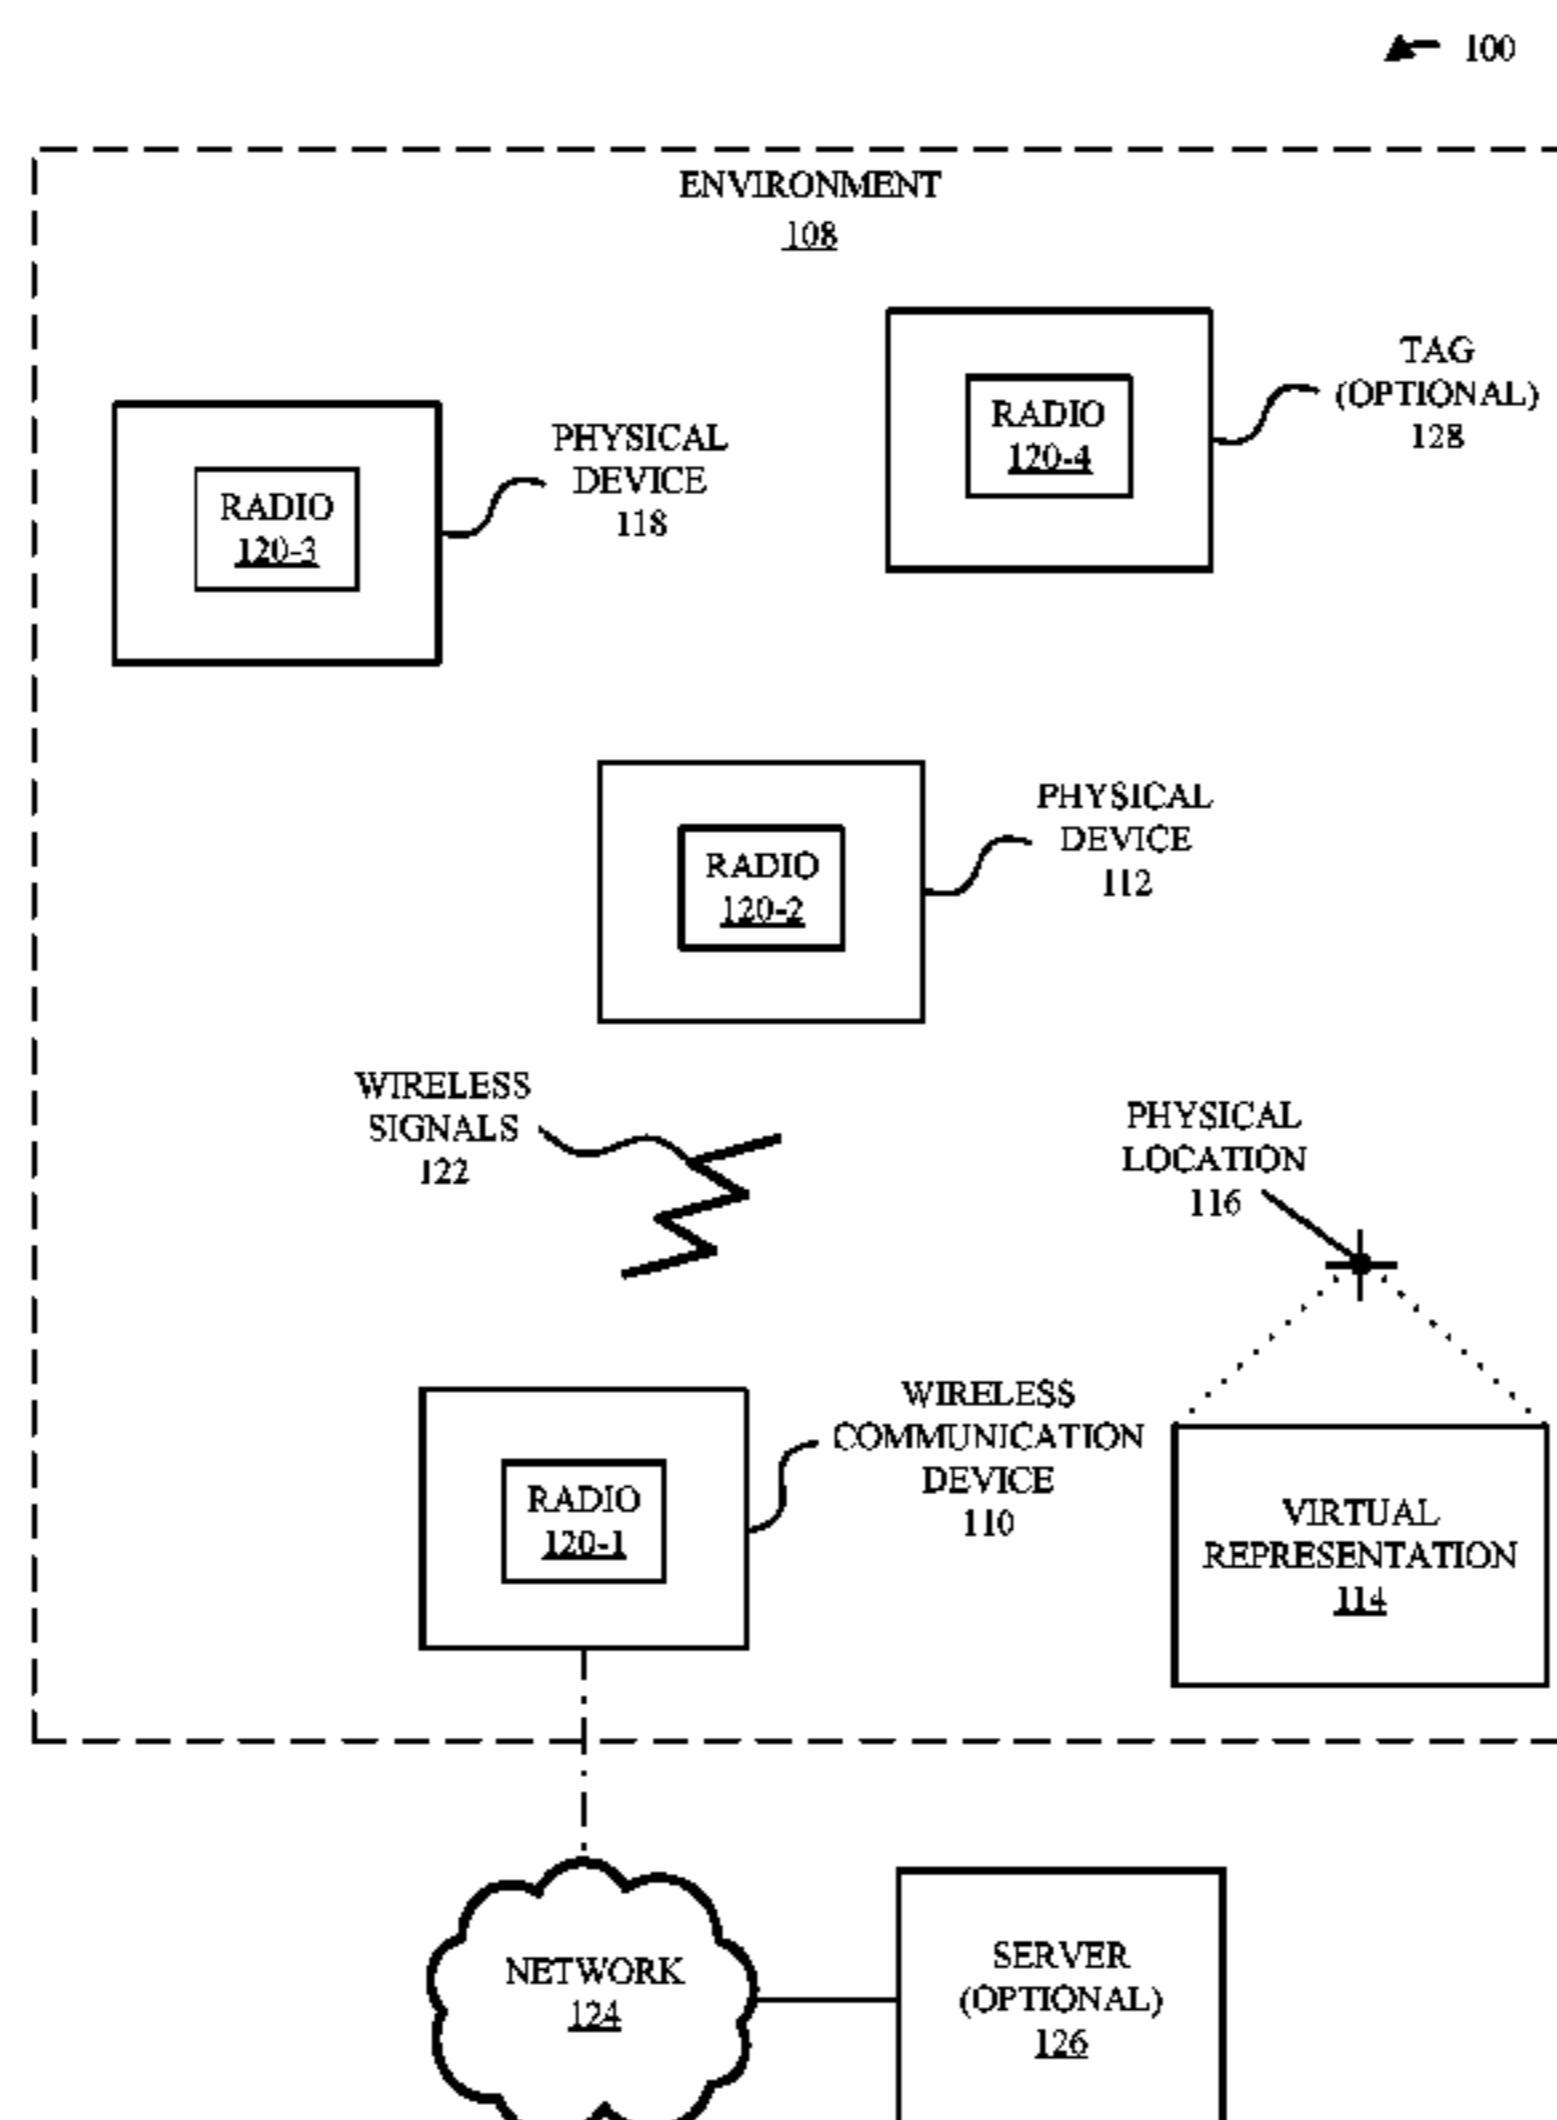 100
ENVIRONMENT
108
TAG
(OPTIONAL)
128
RADIO
120-4
PHYSICAL
DEVICE
118
RADIO
120-3
PHYSICAL
DEVICE
112
RADIO
120-2
WIRELESS
SIGNALS
122
PHYSICAL
LOCATION
116
WIRELESS
COMMUNICATION
DEVICE
110
RADIO
120-1
VIRTUAL
REPRESENTATION
114
NETWORK
124
SERVER
(OPTIONAL)
126